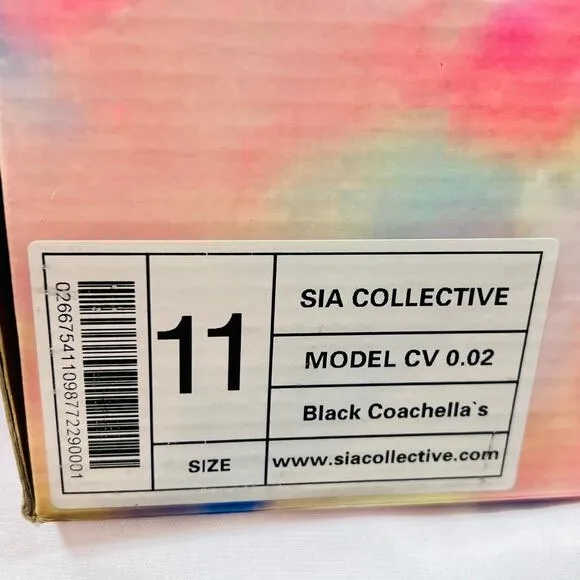 026675411098772290001
11
SIZE
SIA COLLECTIVE
MODEL CV 0.02
Black Coachella`s
www.siacollective.com